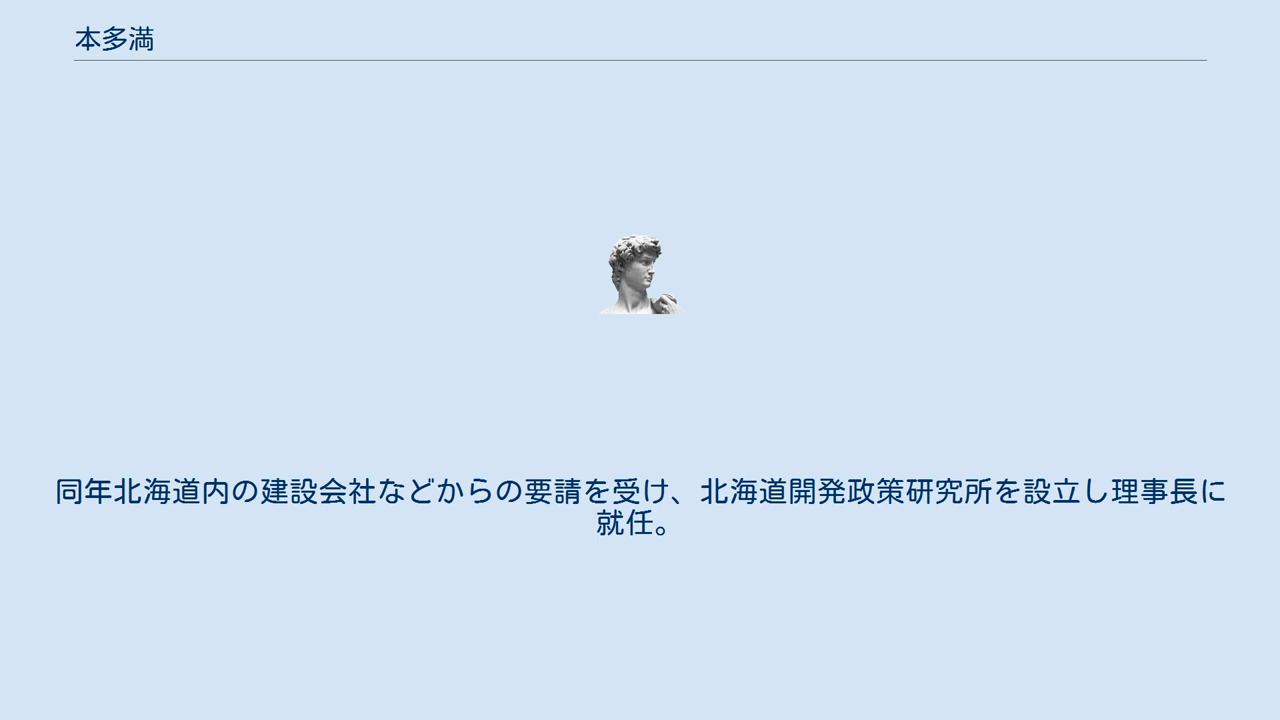 本多満
同年北海道内の建設会社などからの要請を受け、北海道開発政策研究所を設立し理事長に
就任。